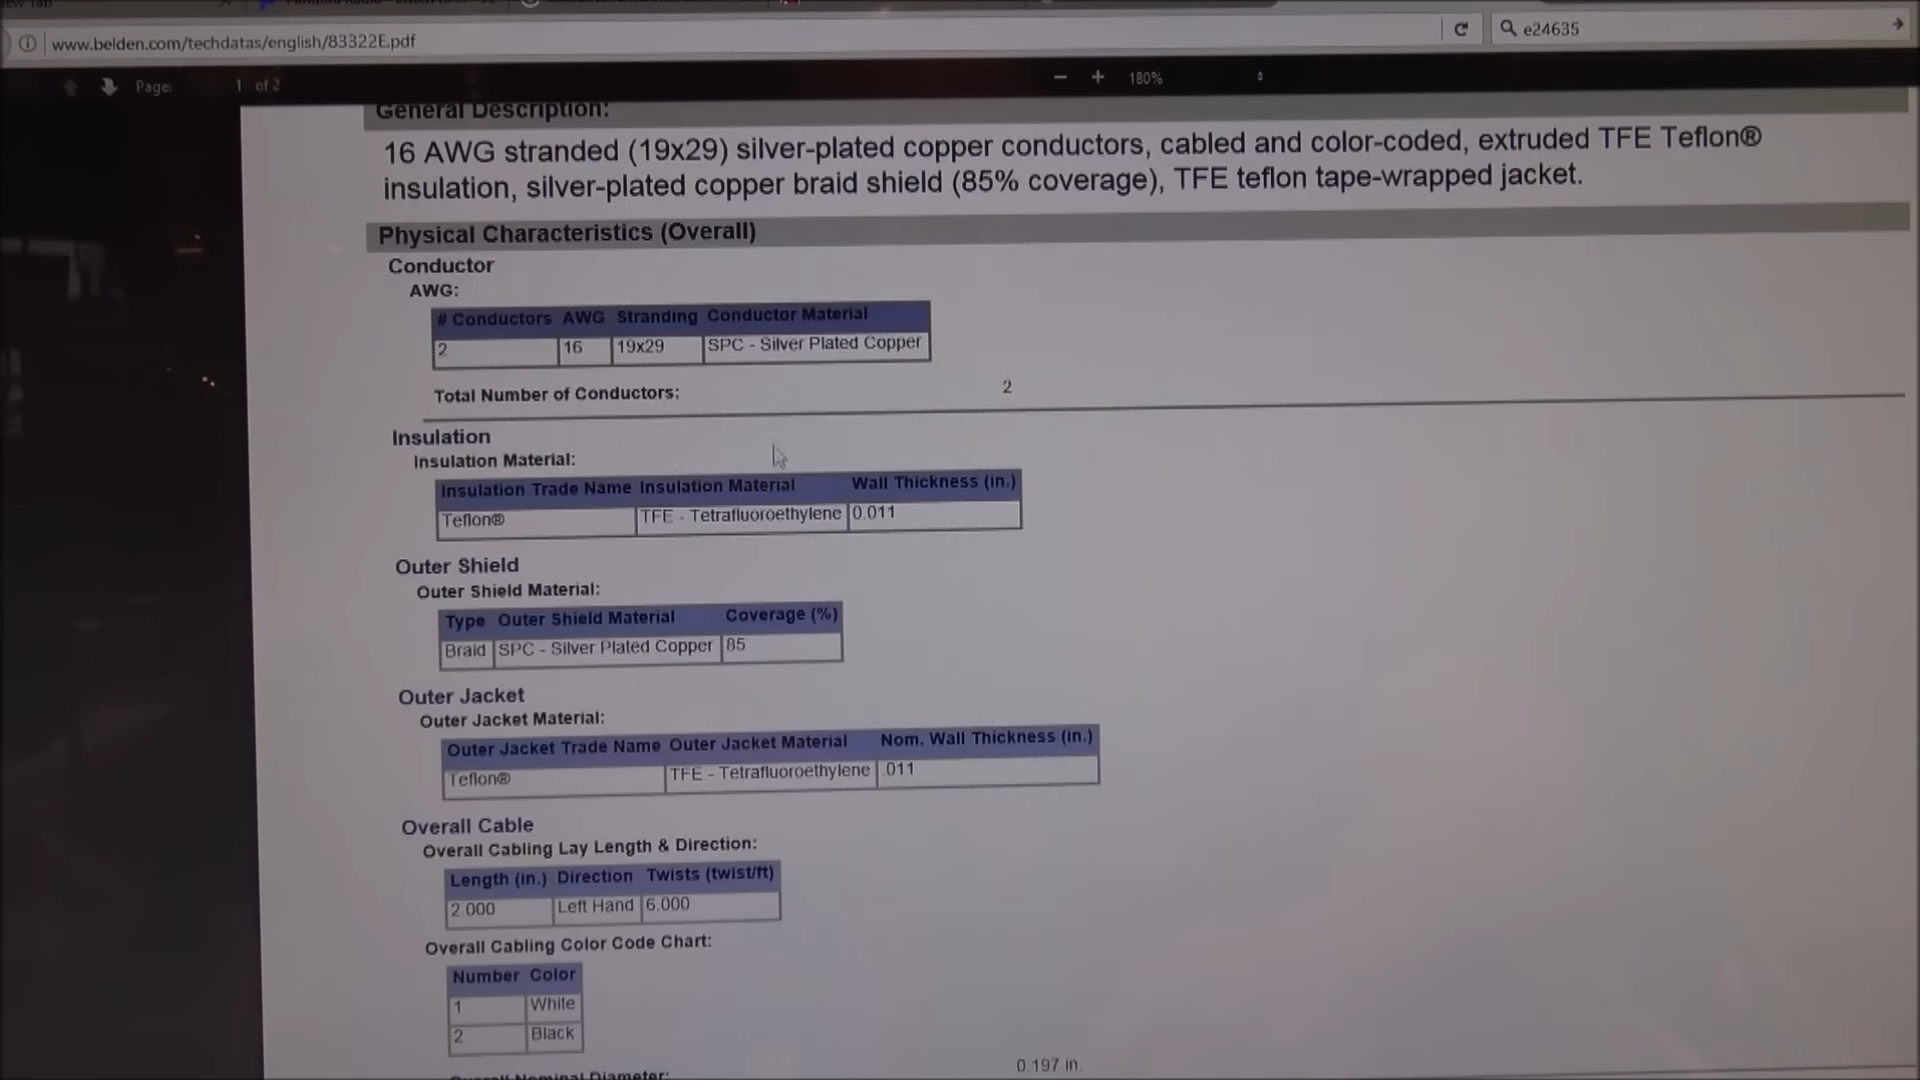 www.belden.com/techdatas/english/83322E.pdf
e24635
Page: 1 of 2
180%
General Description:
16 AWG stranded (19x29) silver-plated copper conductors, cabled and color-coded, extruded TFE Teflon®
insulation, silver-plated copper braid shield (85% coverage), TFE teflon tape-wrapped jacket.
Physical Characteristics (Overall)
Conductor
AWG:
# Conductors AWG Stranding Conductor Material
2 16 19x29 SPC - Silver Plated Copper
Total Number of Conductors: 2
Insulation
Insulation Material:
Insulation Trade Name Insulation Material Wall Thickness (in.)
Teflon® TFE - Tetrafluoroethylene 0.011
Outer Shield
Outer Shield Material:
Type Outer Shield Material Coverage (%)
Braid SPC - Silver Plated Copper 85
Outer Jacket
Outer Jacket Material:
Outer Jacket Trade Name Outer Jacket Material Nom. Wall Thickness (in.)
Teflon® TFE - Tetrafluoroethylene .011
Overall Cable
Overall Cabling Lay Length & Direction:
Length (in.) Direction Twists (twist/ft)
2.000 Left Hand 6.000
Overall Cabling Color Code Chart:
Number Color
1 White
2 Black
Overall Nominal Diameter: 0.197 in.